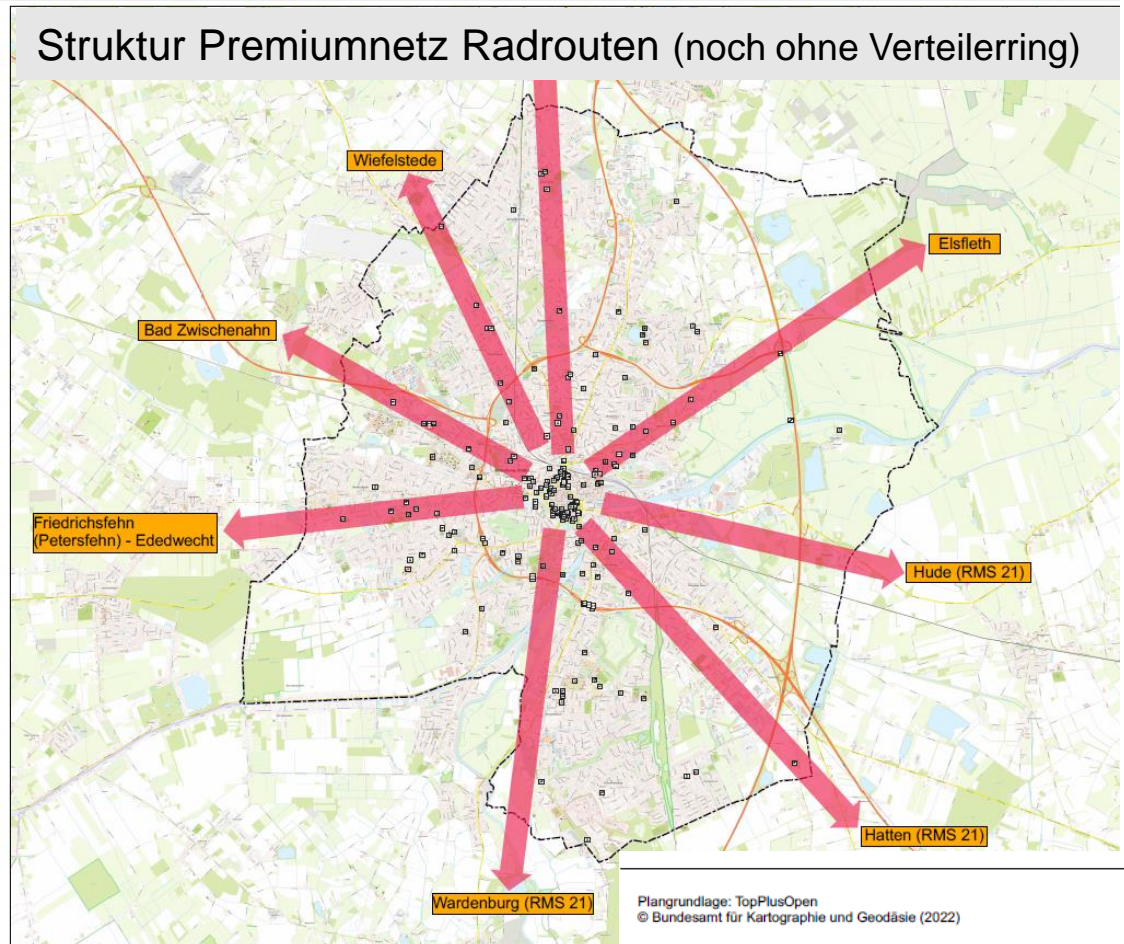 Struktur Premiumnetz Radrouten (noch ohne Verteilerring)
Wiefelstede
Elsfleth
Bad Zwischenahn
Friedrichsfehn
(Petersfehn) - Ededwecht
Hude (RMS 21)
Hatten (RMS 21)
Wardenburg (RMS 21)
Plangrundlage: TopPlusOpen
© Bundesamt für Kartographie und Geodäsie (2022)